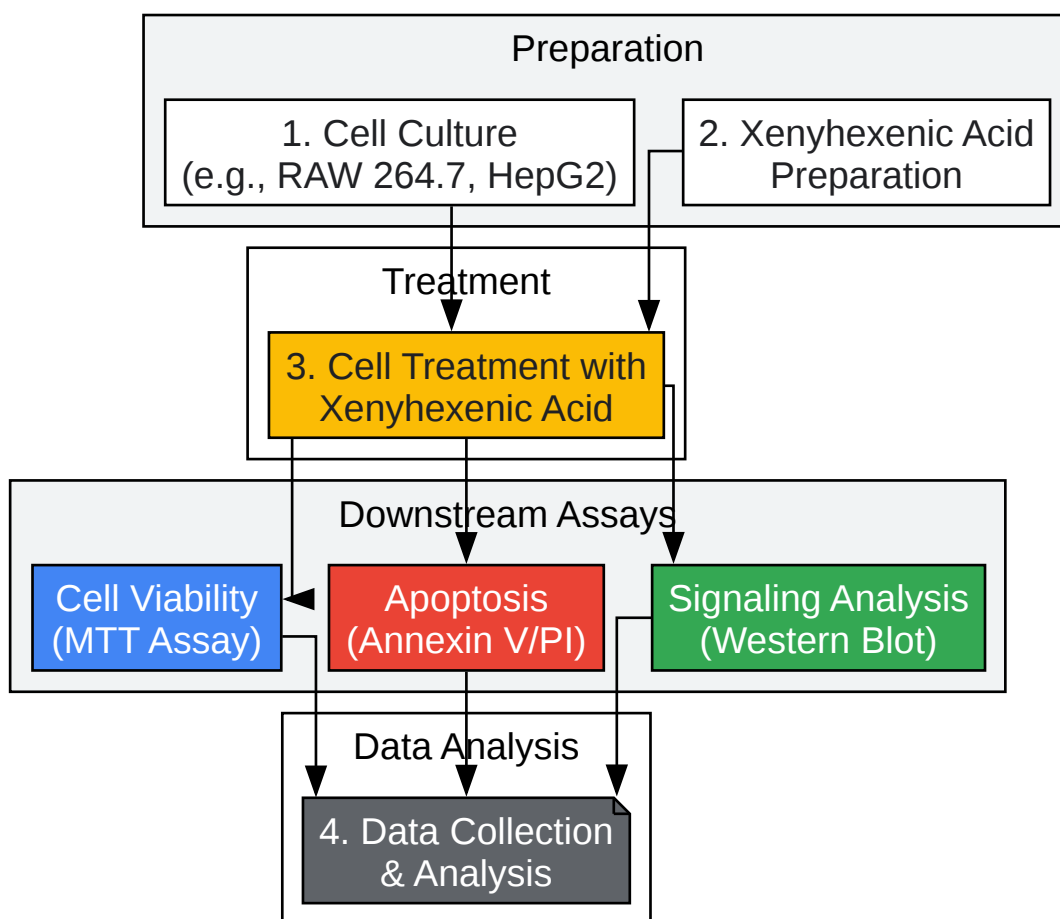 Preparation
1. Cell Culture
(e.g., RAW 264.7, HepG2)
2. Xenyhexenic Acid
Preparation
Treatment
3. Cell Treatment with
Xenyhexenic Acid
Downstream Assays
Cell Viability
(MTT Assay)
Apoptosis
(Annexin V/PI)
Signaling Analysis
(Western Blot)
Data Analysis
4. Data Collection
& Analysis